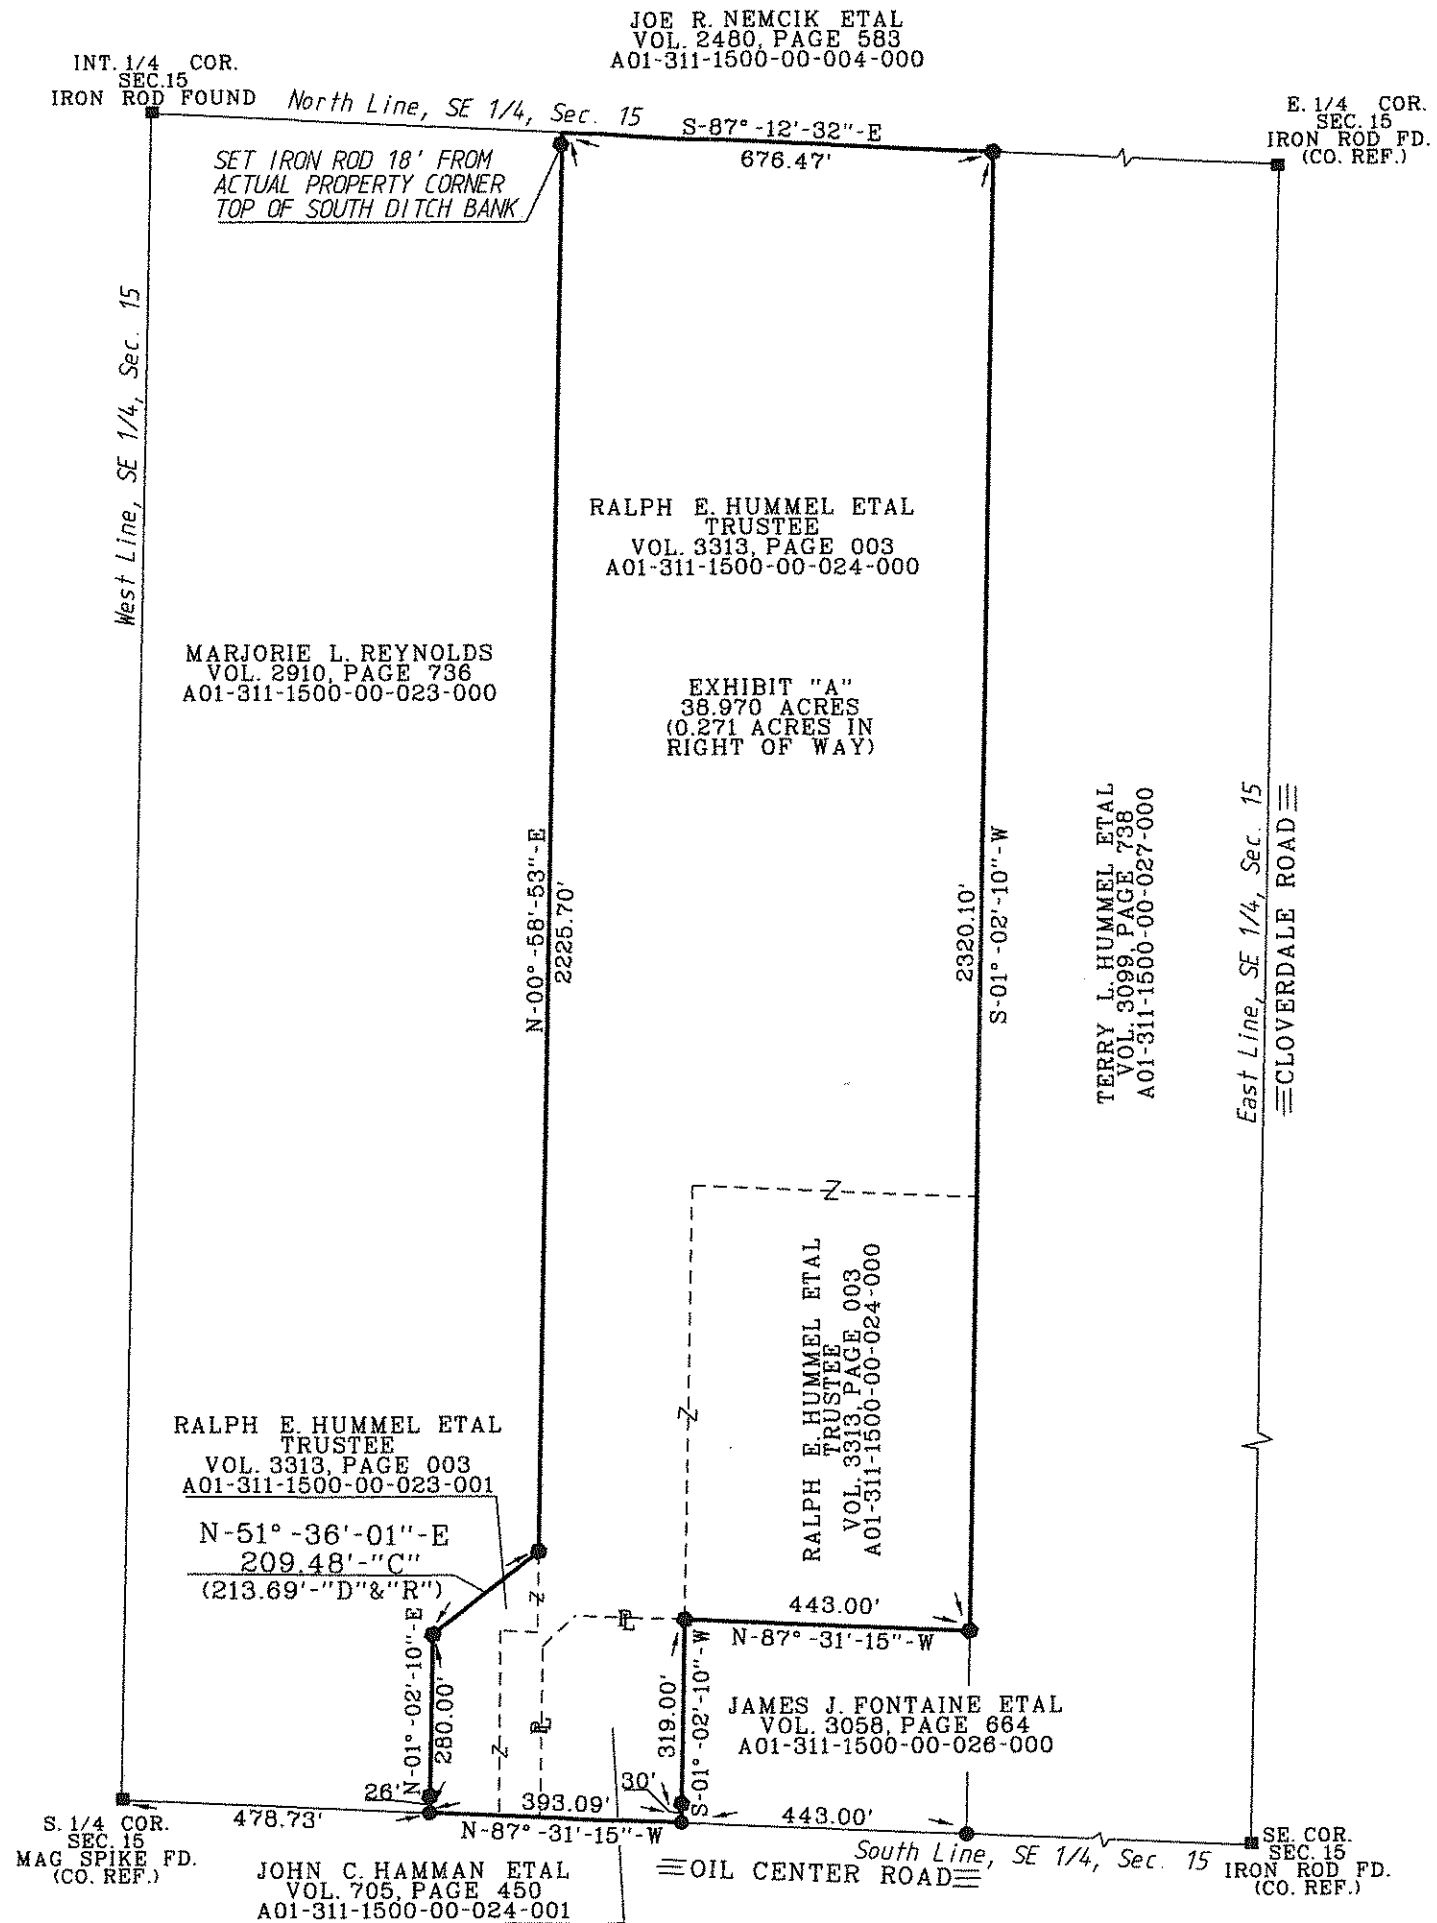 JOE R. NEMCIK ETAL
VOL. 2480, PAGE 583
A01-311-1500-00-004-000
INT. 1/4 COR.
SEC.15
IRON ROD FOUND
North Line, SE 1/4, Sec. 15
S-87°-12'-32"-E
676.47'
E. 1/4 COR.
SEC. 15
IRON ROD FD.
(CO. REF.)
SET IRON ROD 18' FROM
ACTUAL PROPERTY CORNER
TOP OF SOUTH DITCH BANK
West Line, SE 1/4, Sec. 15
RALPH E. HUMMEL ETAL
TRUSTEE
VOL. 3313, PAGE 003
A01-311-1500-00-024-000
MARJORIE L. REYNOLDS
VOL. 2910, PAGE 736
A01-311-1500-00-023-000
EXHIBIT "A"
38.970 ACRES
(0.271 ACRES IN
RIGHT OF WAY)
N-00°-58'-53"-E
2225.70'
2320.10'
S-01°-02'-10"-W
TERRY L. HUMMEL ETAL
VOL. 3099, PAGE 738
A01-311-1500-00-027-000
East Line, SE 1/4, Sec. 15
CLOVERDALE ROAD
Z
Z
RALPH E. HUMMEL ETAL
TRUSTEE
VOL. 3313, PAGE 003
A01-311-1500-00-024-000
RALPH E. HUMMEL ETAL
TRUSTEE
VOL. 3313, PAGE 003
A01-311-1500-00-023-001
N-51°-36'-01"-E
209.48'-"C"
(213.69'-"D"&"R")
Z
PL
443.00'
N-87°-31'-15"-W
N-01°-02'-10"-E
280.00'
Z
PL
319.00'
S-01°-02'-10"-W
JAMES J. FONTAINE ETAL
VOL. 3058, PAGE 664
A01-311-1500-00-026-000
26'
30'
478.73'
393.09'
N-87°-31'-15"-W
443.00'
South Line, SE 1/4, Sec. 15
S. 1/4 COR.
SEC. 15
MAG SPIKE FD.
(CO. REF.)
OIL CENTER ROAD
SE. COR.
SEC. 15
IRON ROD FD.
(CO. REF.)
JOHN C. HAMMAN ETAL
VOL. 705, PAGE 450
A01-311-1500-00-024-001